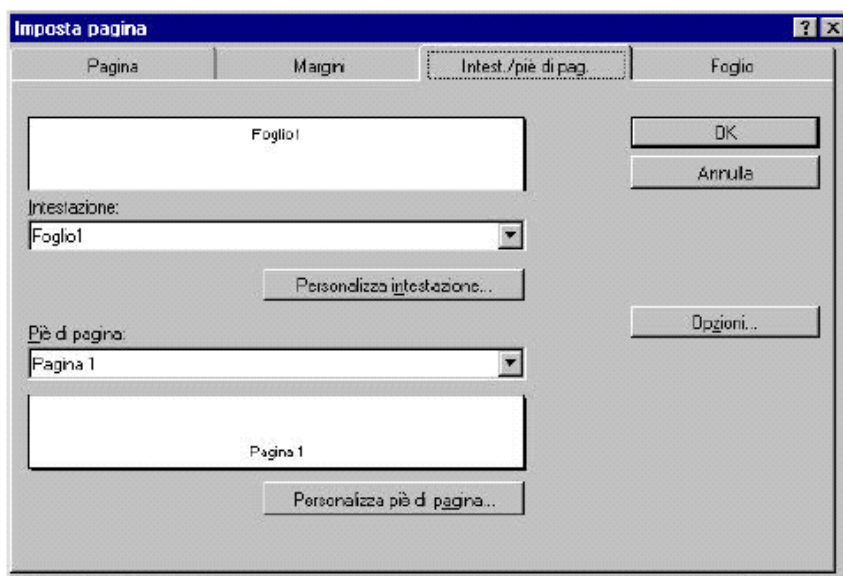 Imposta pagina
Pagina Margini Intest./piè di pag. Foglio
Foglio1
OK
Annulla
Intestazione:
Foglio1
Personalizza intestazione...
Opzioni...
Piè di pagina:
Pagina 1
Pagina 1
Personalizza piè di pagina...